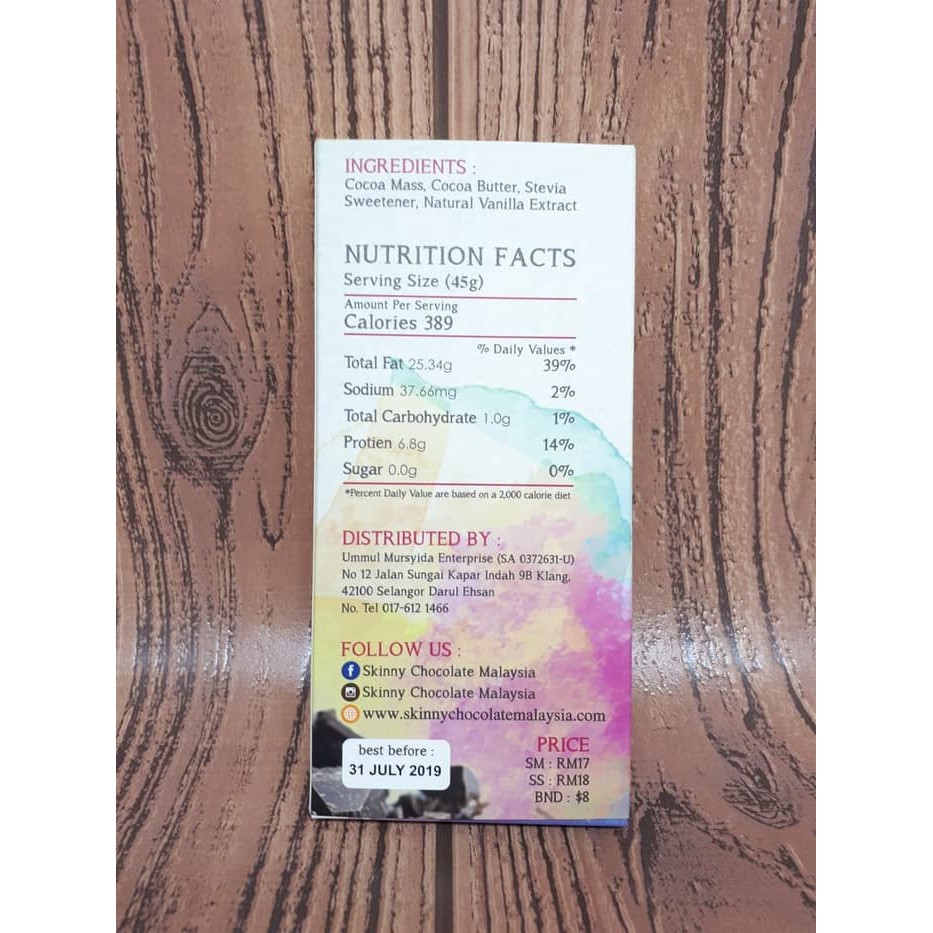 INGREDIENTS :
Cocoa Mass, Cocoa Butter, Stevia
Sweetener, Natural Vanilla Extract
NUTRITION FACTS
Serving Size (45g)
Amount Per Serving
Calories 389
% Daily Values *
Total Fat 25.34g 39%
Sodium 37.66mg 2%
Total Carbohydrate 1.0g 1%
Protien 6.8g 14%
Sugar 0.0g 0%
*Percent Daily Value are based on a 2,000 calorie diet
DISTRIBUTED BY :
Ummul Mursyida Enterprise (SA 0372631-U)
No 12 Jalan Sungai Kapar Indah 9B Klang,
42100 Selangor Darul Ehsan
No. Tel 017-612 1466
FOLLOW US :
f Skinny Chocolate Malaysia
Skinny Chocolate Malaysia
www.skinnychocolatemalaysia.com
best before :
31 JULY 2019
PRICE
SM : RM17
SS : RM18
BND : $8